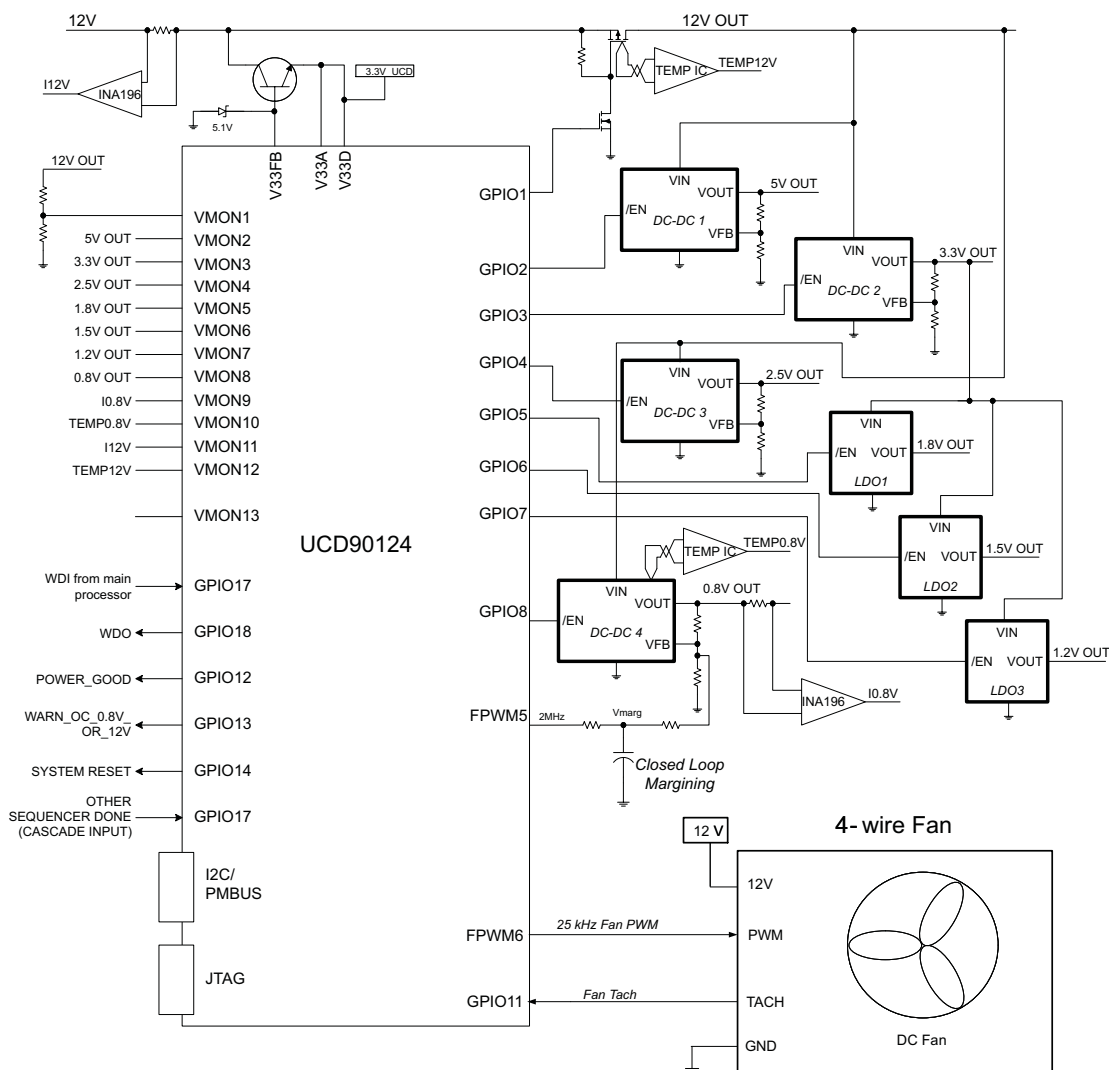 12V
12V OUT
I12V
INA196
5.1V
3.3V_UCD
TEMP IC
TEMP12V
V33FB
V33A
V33D
12V OUT
VMON1
5V OUT
VMON2
3.3V OUT
VMON3
2.5V OUT
VMON4
1.8V OUT
VMON5
1.5V OUT
VMON6
1.2V OUT
VMON7
0.8V OUT
VMON8
I0.8V
VMON9
TEMP0.8V
VMON10
I12V
VMON11
TEMP12V
VMON12
VMON13
UCD90124
WDI from main
processor
GPIO17
WDO
GPIO18
POWER_GOOD
GPIO12
WARN_OC_0.8V_
OR_12V
GPIO13
SYSTEM RESET
GPIO14
OTHER
SEQUENCER DONE
(CASCADE INPUT)
GPIO17
I2C/
PMBUS
JTAG
GPIO1
GPIO2
GPIO3
GPIO4
GPIO5
GPIO6
GPIO7
GPIO8
FPWM5
FPWM6
GPIO11
VIN
VOUT
/EN
DC-DC 1
VFB
5V OUT
VIN
VOUT
/EN
DC-DC 2
VFB
3.3V OUT
VIN
VOUT
/EN
DC-DC 3
VFB
2.5V OUT
VIN
/EN VOUT
LDO1
1.8V OUT
VIN
/EN VOUT
LDO2
1.5V OUT
VIN
/EN VOUT
LDO3
1.2V OUT
TEMP IC
TEMP0.8V
VIN
VOUT
/EN
DC-DC 4
VFB
0.8V OUT
INA196
I0.8V
2MHz
Vmarg
Closed Loop
Margining
12 V
4- wire Fan
12V
25 kHz Fan PWM
PWM
Fan Tach
TACH
GND
DC Fan